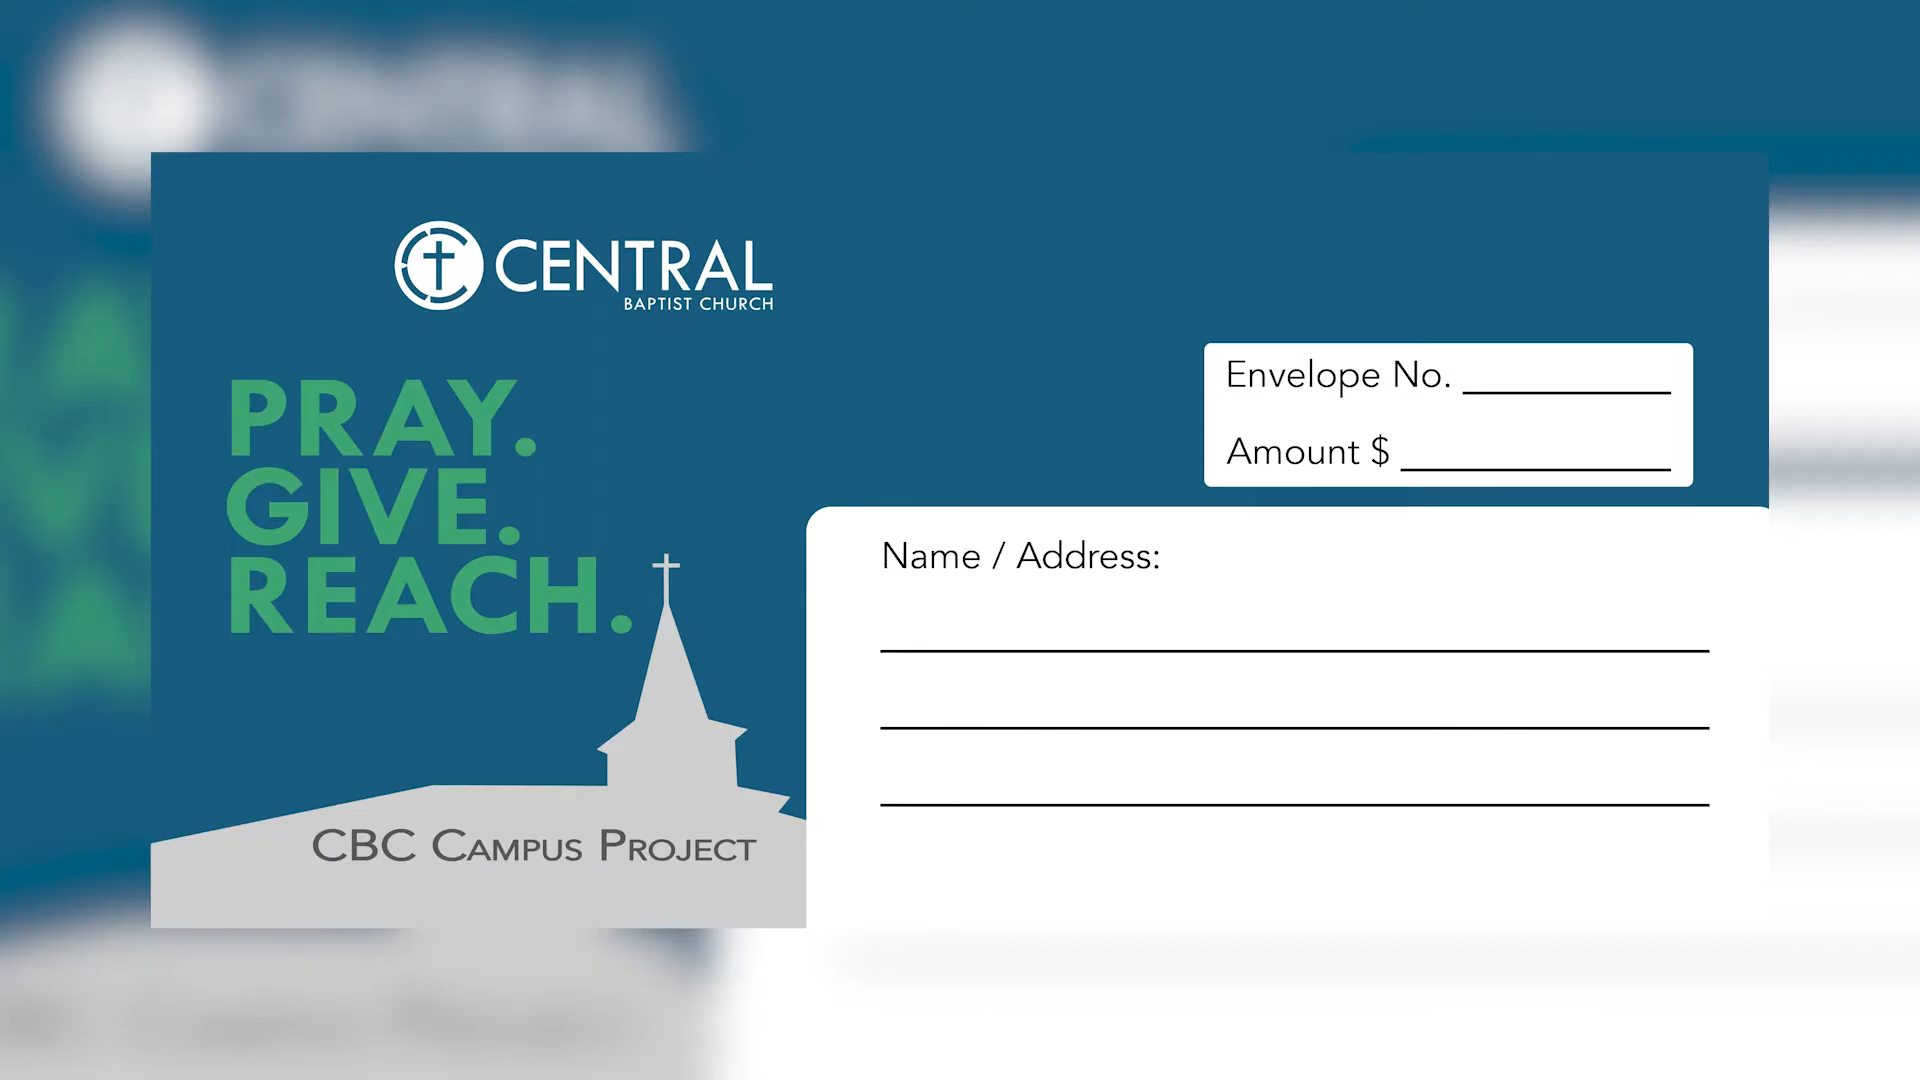 CENTRAL
BAPTIST CHURCH
PRAY.
GIVE.
REACH.
CBC CAMPUS PROJECT
Envelope No.
Amount $
Name / Address: